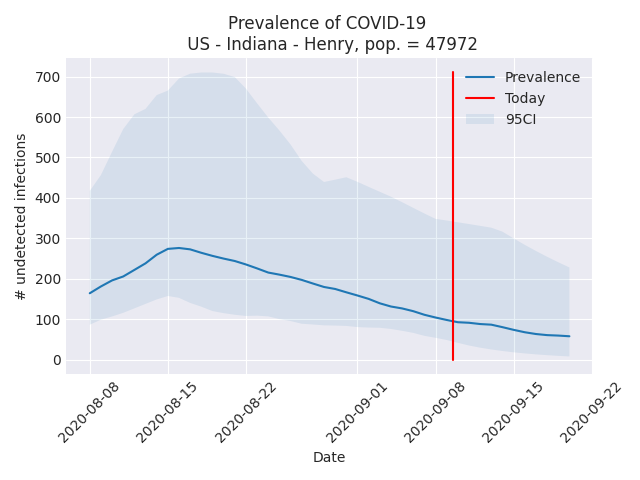 Prevalence of COVID-19
US - Indiana - Henry, pop. = 47972
700
600
500
400
300
200
100
0
# undetected infections
Prevalence
Today
95CI
2020-08-08
2020-08-15
2020-08-22
2020-09-01
2020-09-08
2020-09-15
2020-09-22
Date